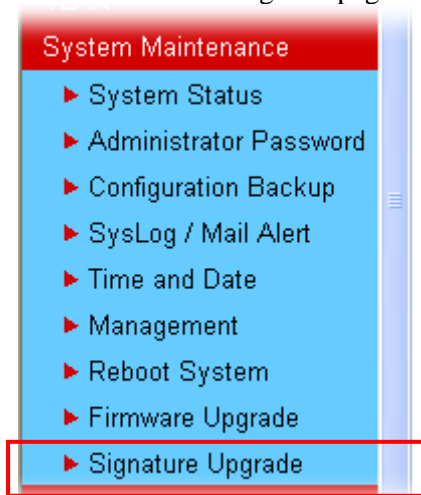 System Maintenance
System Status
Administrator Password
Configuration Backup
SysLog / Mail Alert
Time and Date
Management
Reboot System
Firmware Upgrade
Signature Upgrade